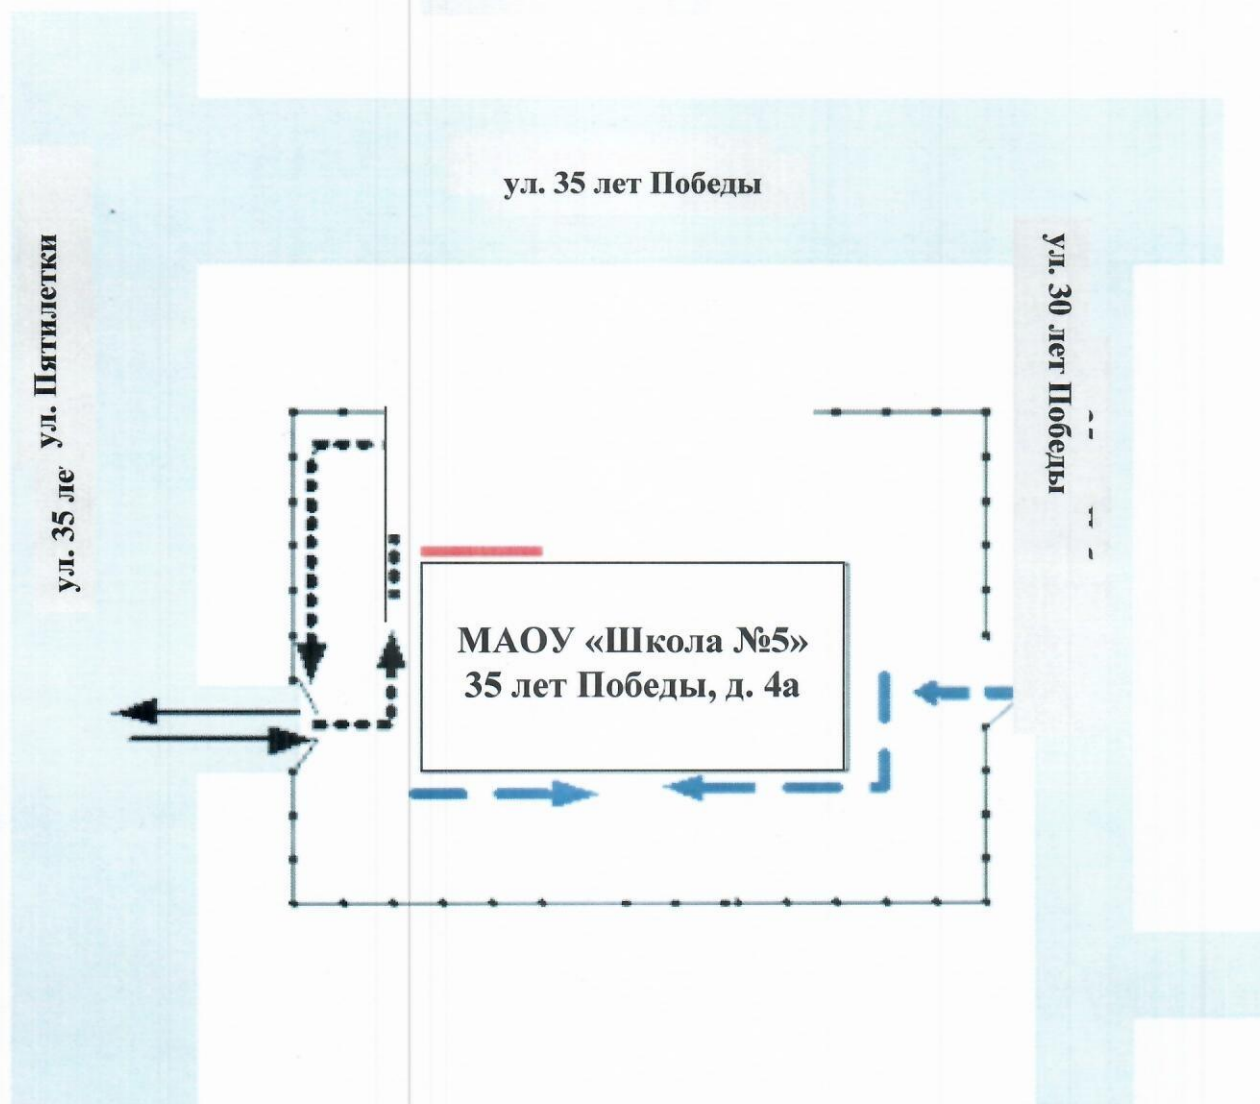 ул. 35 лет Победы
ул. Пятилетки
ул. 35 ле
ул. 30 лет Победы
МАОУ «Школа №5»
35 лет Победы, д. 4а